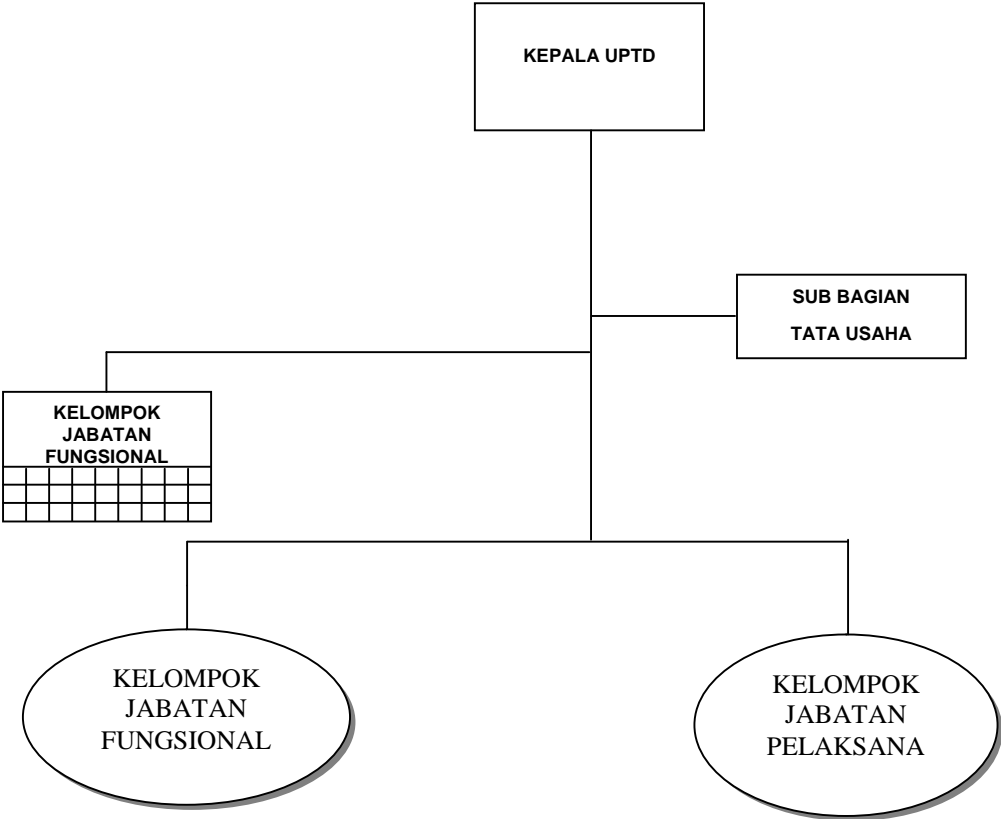 KEPALA UPTD
SUB BAGIAN
TATA USAHA
KELOMPOK
JABATAN
FUNGSIONAL
KELOMPOK
JABATAN
FUNGSIONAL
KELOMPOK
JABATAN
PELAKSANA